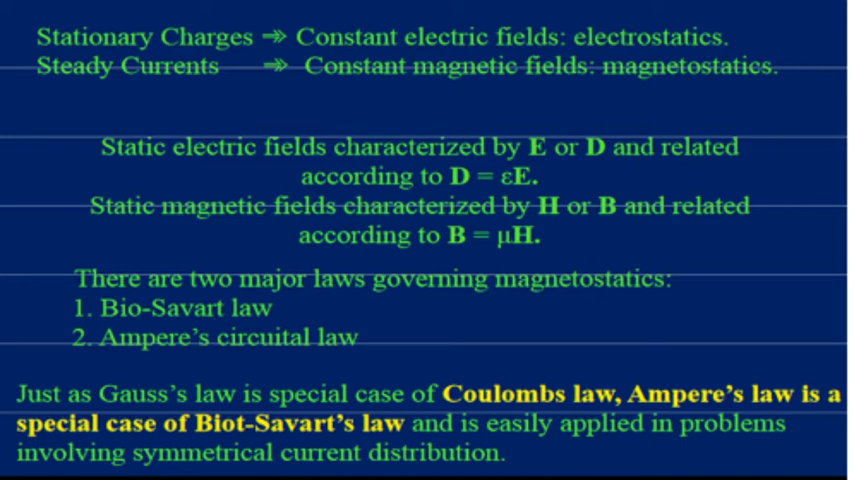 Stationary Charges ⇒ Constant electric fields: electrostatics.
Steady Currents ⇒ Constant magnetic fields: magnetostatics.
Static electric fields characterized by E or D and related
according to D = εE.
Static magnetic fields characterized by H or B and related
according to B = μH.
There are two major laws governing magnetostatics:
1. Bio-Savart law
2. Ampere's circuital law
Just as Gauss's law is special case of Coulombs law, Ampere's law is a
special case of Biot-Savart's law and is easily applied in problems
involving symmetrical current distribution.